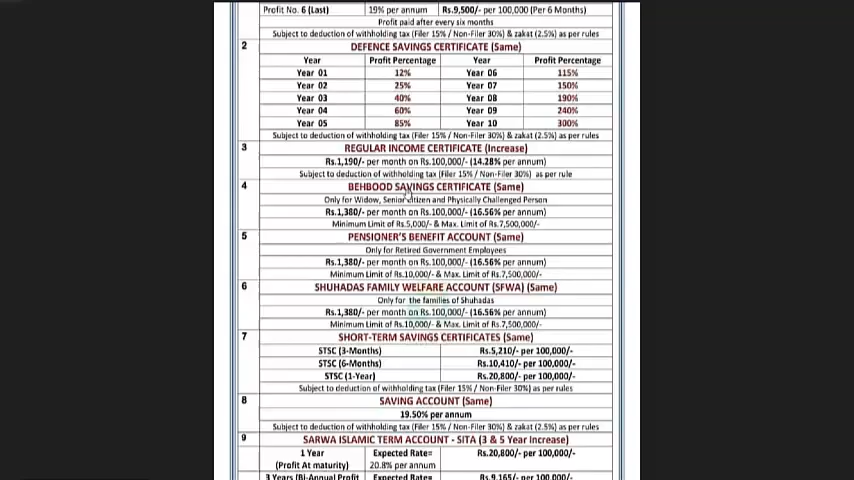 Profit No. 6 (Last) 19% per annum Rs.9,500/- per 100,000 (Per 6 Months)
Profit paid after every six months
Subject to deduction of withholding tax (Filer 15% / Non-Filer 30%) & zakat (2.5%) as per rules
2 DEFENCE SAVINGS CERTIFICATE (Same)
Year Profit Percentage Year Profit Percentage
Year 01 12% Year 06 115%
Year 02 25% Year 07 150%
Year 03 40% Year 08 190%
Year 04 60% Year 09 240%
Year 05 85% Year 10 300%
Subject to deduction of withholding tax (Filer 15% / Non-Filer 30%) & zakat (2.5%) as per rules
3 REGULAR INCOME CERTIFICATE (Increase)
Rs.1,190/- per month on Rs.100,000/- (14.28% per annum)
Subject to deduction of withholding tax (Filer 15% / Non-Filer 30%) as per rule
4 BEHBOOD SAVINGS CERTIFICATE (Same)
Only for Widow, Senior Citizen and Physically Challenged Person
Rs.1,380/- per month on Rs.100,000/- (16.56% per annum)
Minimum Limit of Rs.5,000/- & Max. Limit of Rs.7,500,000/-
5 PENSIONER'S BENEFIT ACCOUNT (Same)
Only for Retired Government Employees
Rs.1,380/- per month on Rs.100,000/- (16.56% per annum)
Minimum Limit of Rs.10,000/- & Max. Limit of Rs.7,500,000/-
6 SHUHADAS FAMILY WELFARE ACCOUNT (SFWA) (Same)
Only for the families of Shuhadas
Rs.1,380/- per month on Rs.100,000/- (16.56% per annum)
Minimum Limit of Rs.10,000/- & Max. Limit of Rs.7,500,000/-
7 SHORT-TERM SAVINGS CERTIFICATES (Same)
STSC (3-Months) Rs.5,210/- per 100,000/-
STSC (6-Months) Rs.10,410/- per 100,000/-
STSC (1-Year) Rs.20,800/- per 100,000/-
Subject to deduction of withholding tax (Filer 15% / Non-Filer 30%) as per rules
8 SAVING ACCOUNT (Same)
19.50% per annum
Subject to deduction of withholding tax (Filer 15% / Non-Filer 30%) & zakat (2.5%) as per rules
9 SARWA ISLAMIC TERM ACCOUNT - SITA (3 & 5 Year Increase)
1 Year Expected Rate= Rs.20,800/- per 100,000/-
(Profit At maturity) 20.8% per annum
3 Years (Bi-Annual Profit Expected Rate= Rs.9,165/- per 100,000/-